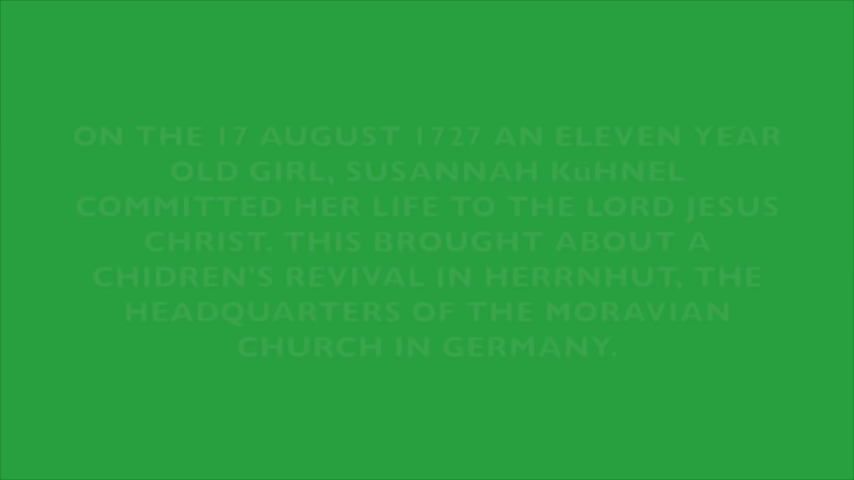 ON THE 17 AUGUST 1727 AN ELEVEN YEAR
OLD GIRL, SUSANNAH KüHNEL
COMMITTED HER LIFE TO THE LORD JESUS
CHRIST. THIS BROUGHT ABOUT A
CHIDREN'S REVIVAL IN HERRNHUT, THE
HEADQUARTERS OF THE MORAVIAN
CHURCH IN GERMANY.